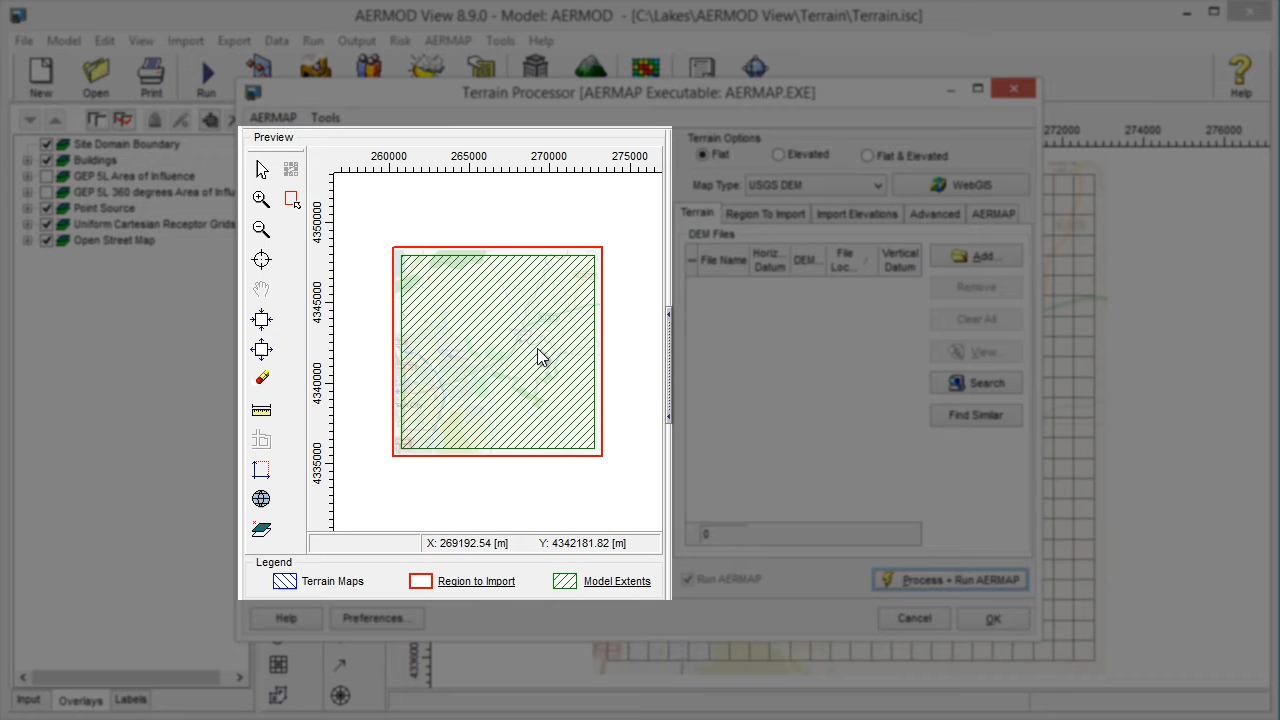 AERMOD View 8.9.0 - Model: AERMOD - [C:\Lakes\AERMOD View\Terrain\Terrain.isc]
File Model Edit View Import Export Data Run Output Risk AERMAP Tools Help
New Open Print Run Help
Terrain Processor [AERMAP Executable: AERMAP.EXE]
AERMAP Tools
Preview
260000 265000 270000 275000
4350000
4345000
4340000
4335000
X: 269192.54 [m] Y: 4342181.82 [m]
Legend
Terrain Maps Region to Import Model Extents
Site Domain Boundary
Buildings
GEP 5L Area of Influence
GEP 5L 360 degrees Area of Influ
Point Source
Uniform Cartesian Receptor Grids
Open Street Map
Terrain Options
Flat Elevated Flat & Elevated
Map Type: USGS DEM WebGIS
Terrain Region To Import Import Elevations Advanced AERMAP
DEM Files
File Name Horiz... Datum DEM... File Loc... Vertical Datum
Add...
Remove
Clear All
View...
Search
Find Similar
0
Run AERMAP Process + Run AERMAP
Help Preferences... Cancel OK
272000 274000 276000
433600
Input Overlays Labels